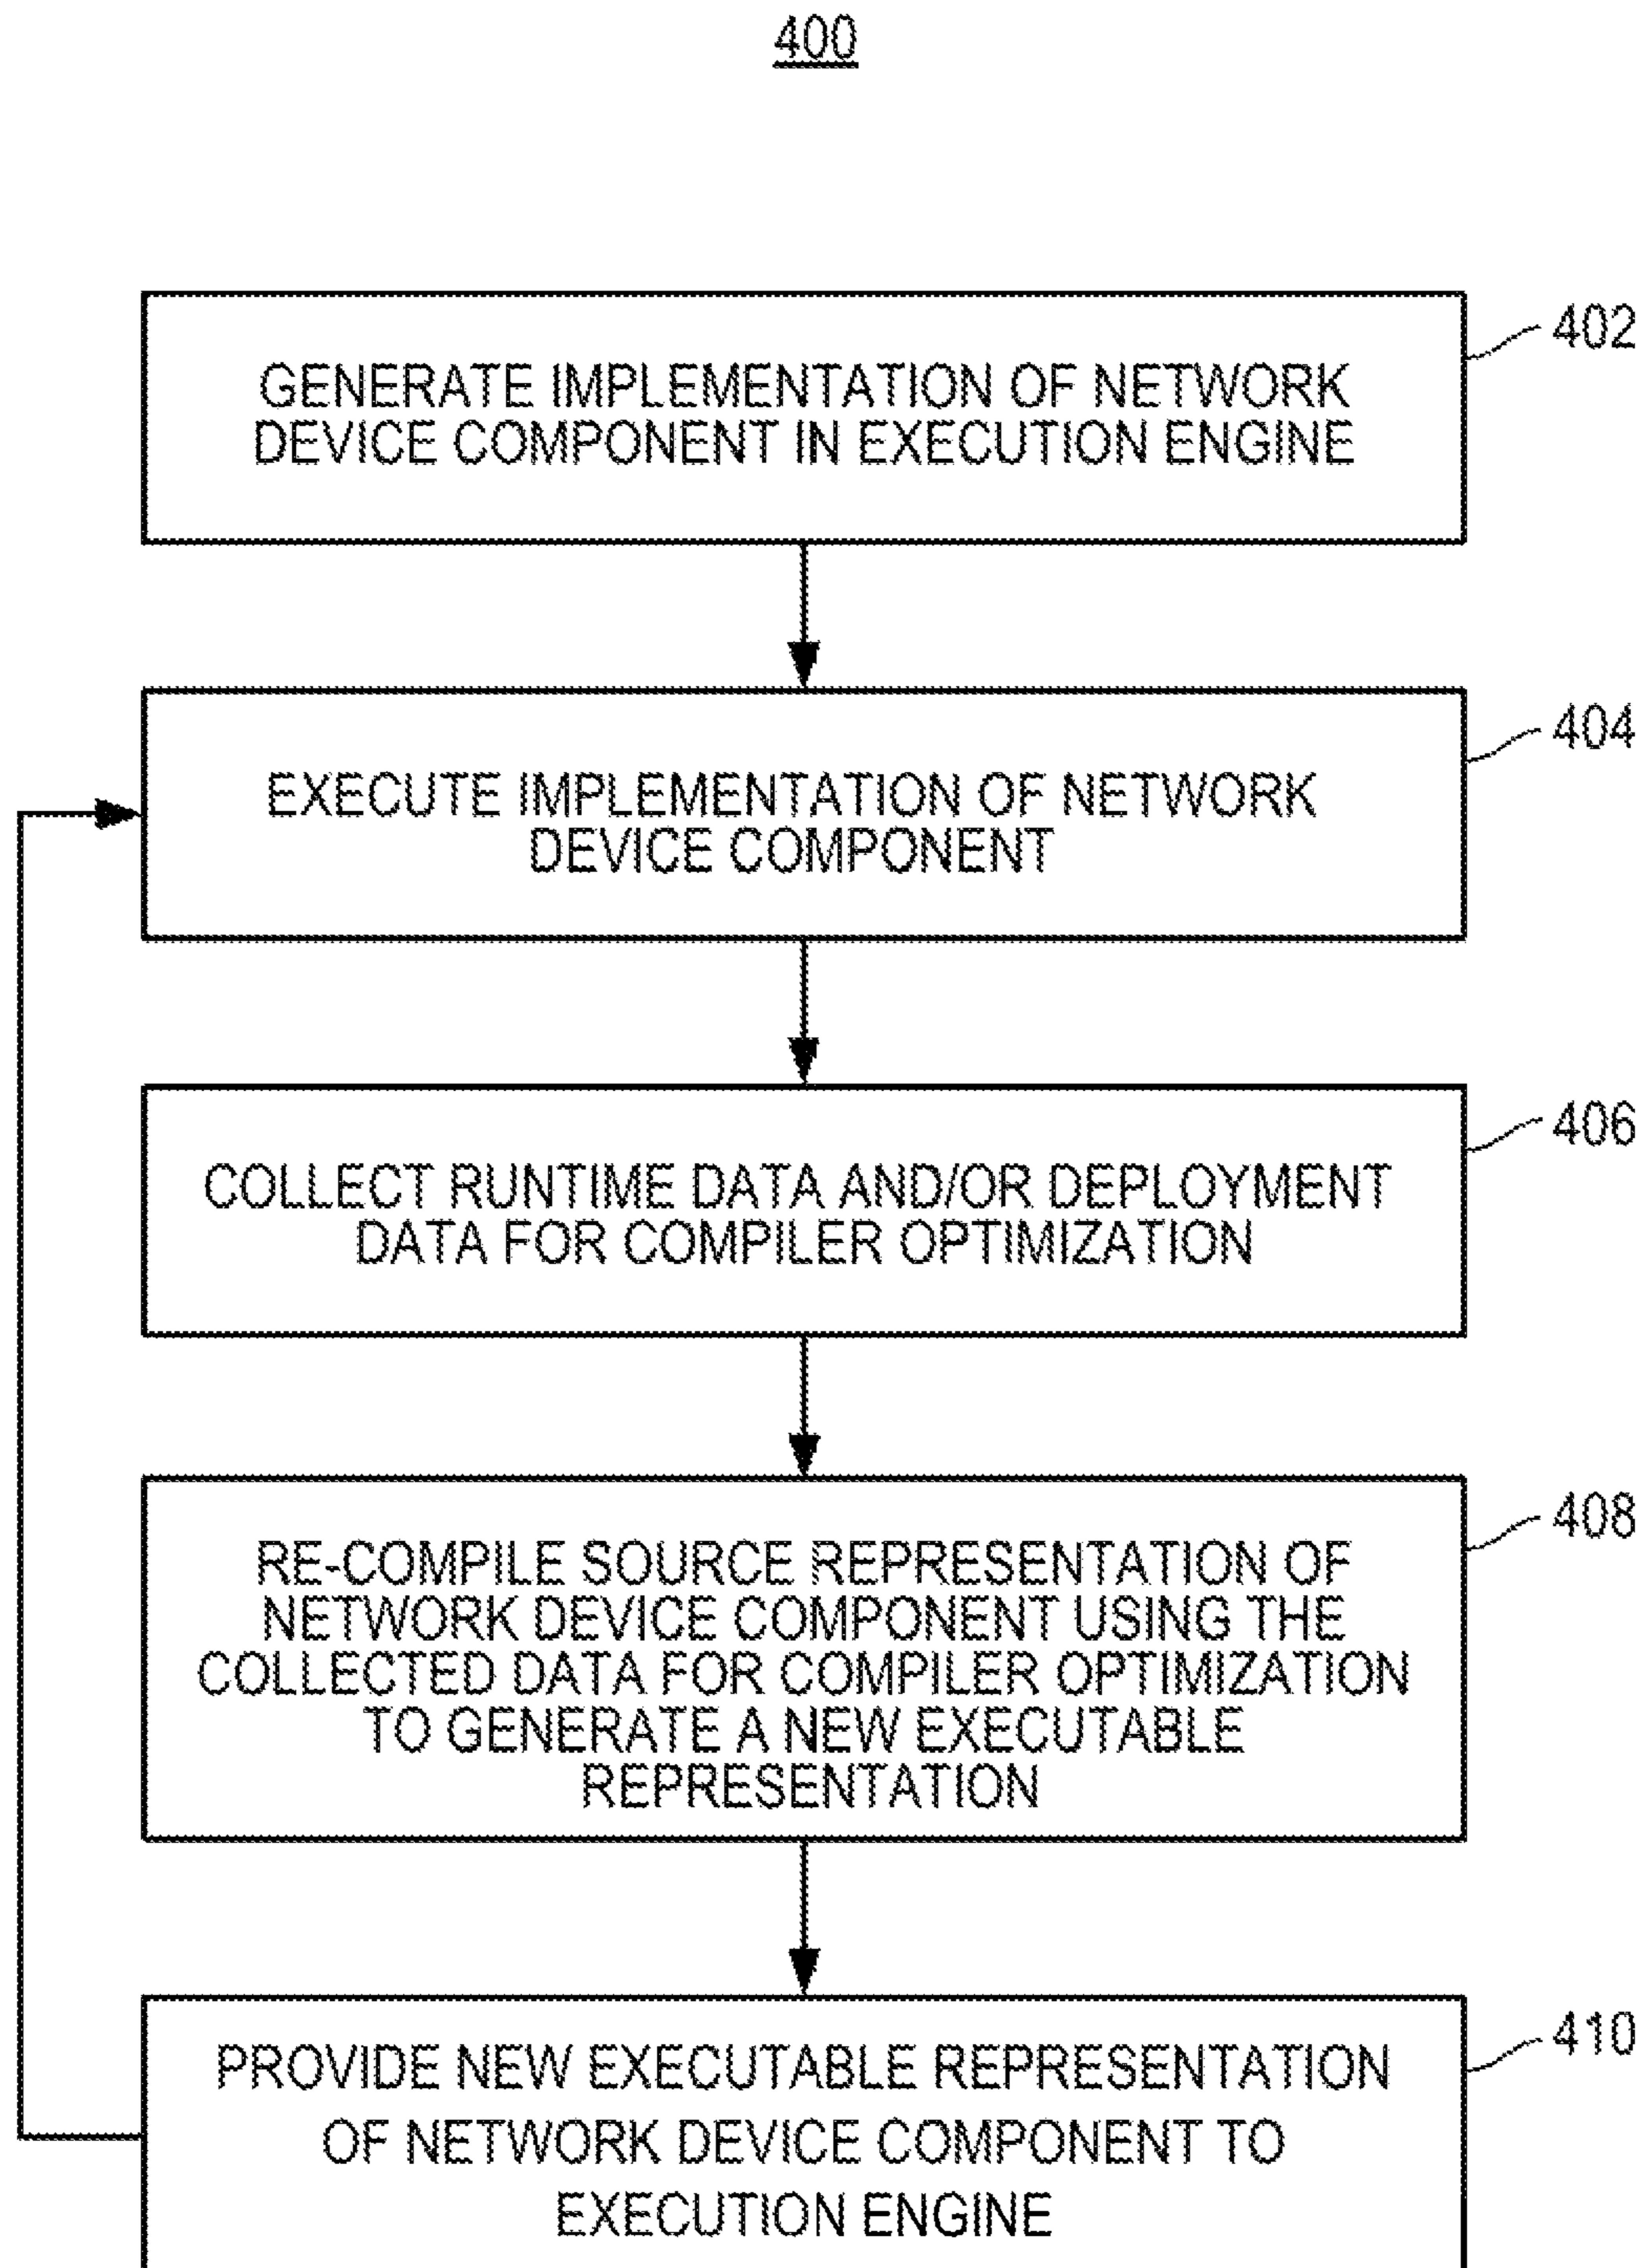 400
GENERATE IMPLEMENTATION OF NETWORK
DEVICE COMPONENT IN EXECUTION ENGINE
402
EXECUTE IMPLEMENTATION OF NETWORK
DEVICE COMPONENT
404
COLLECT RUNTIME DATA AND/OR DEPLOYMENT
DATA FOR COMPILER OPTIMIZATION
406
RE-COMPILE SOURCE REPRESENTATION OF
NETWORK DEVICE COMPONENT USING THE
COLLECTED DATA FOR COMPILER OPTIMIZATION
TO GENERATE A NEW EXECUTABLE
REPRESENTATION
408
PROVIDE NEW EXECUTABLE REPRESENTATION
OF NETWORK DEVICE COMPONENT TO
EXECUTION ENGINE
410